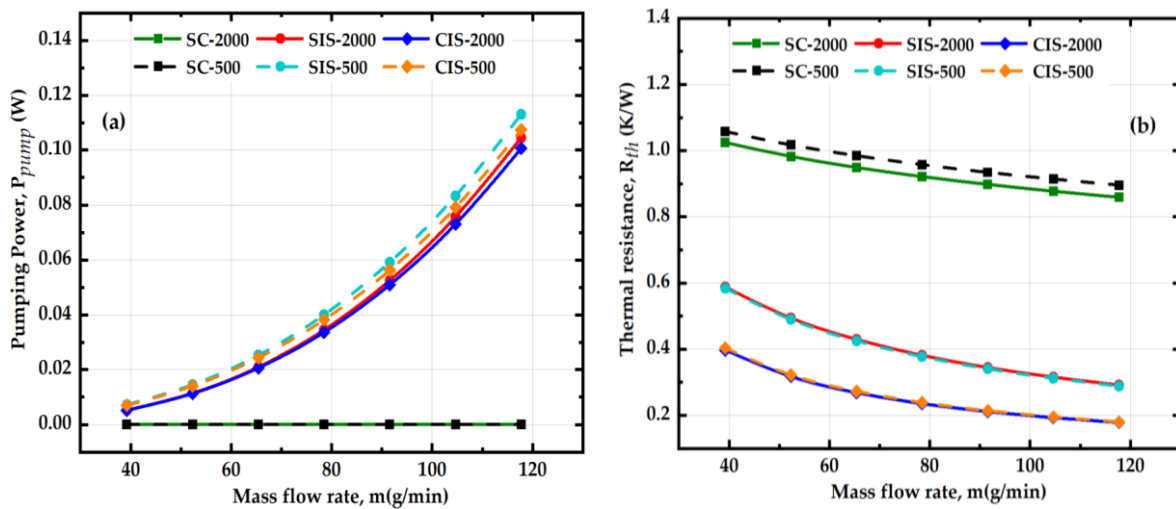 SC-2000 SIS-2000 CIS-2000
SC-500 SIS-500 CIS-500
(a)
Pumping Power, P_pump (W)
0.14
0.12
0.10
0.08
0.06
0.04
0.02
0.00
40 60 80 100 120
Mass flow rate, m(g/min)
SC-2000 SIS-2000 CIS-2000
SC-500 SIS-500 CIS-500
(b)
Thermal resistance, R_th (K/W)
1.4
1.2
1.0
0.8
0.6
0.4
0.2
40 60 80 100 120
Mass flow rate, m(g/min)